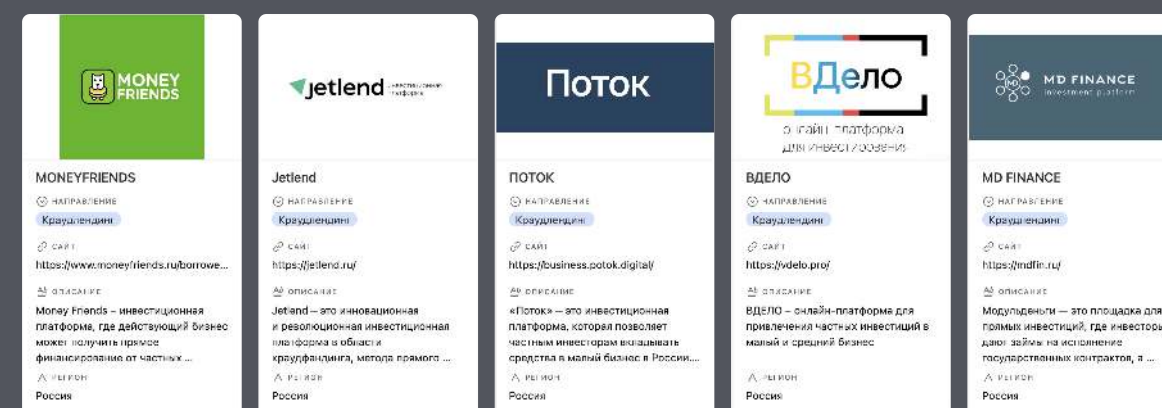 MONEY
FRIENDS
jetlend инвестиционная
платформа
Поток
ВДело
онлайн-платформа
для инвестирования
MD
MD FINANCE
investment platform
MONEYFRIENDS
НАПРАВЛЕНИЕ
Краудлендинг
САЙТ
https://www.moneyfriends.ru/borrowe...
ОПИСАНИЕ
Money Friends – инвестиционная
платформа, где действующий бизнес
может получить прямое
финансирование от частных ...
РЕГИОН
Россия
Jetlend
НАПРАВЛЕНИЕ
Краудлендинг
САЙТ
https://jetlend.ru/
ОПИСАНИЕ
Jetlend — это инновационная
и революционная инвестиционная
платформа в области
краудфандинга, метода прямого ...
РЕГИОН
Россия
ПОТОК
НАПРАВЛЕНИЕ
Краудлендинг
САЙТ
https://business.potok.digital/
ОПИСАНИЕ
«Поток» — это инвестиционная
платформа, которая позволяет
частным инвесторам вкладывать
средства в малый бизнес в России....
РЕГИОН
Россия
ВДЕЛО
НАПРАВЛЕНИЕ
Краудлендинг
САЙТ
https://vdelo.pro/
ОПИСАНИЕ
ВДЕЛО – онлайн-платформа для
привлечения частных инвестиций в
малый и средний бизнес
РЕГИОН
Россия
MD FINANCE
НАПРАВЛЕНИЕ
Краудлендинг
САЙТ
https://mdfin.ru/
ОПИСАНИЕ
Модульденьги — это площадка для
прямых инвестиций, где инвесторы
дают займы на исполнение
государственных контрактов, а ...
РЕГИОН
Россия